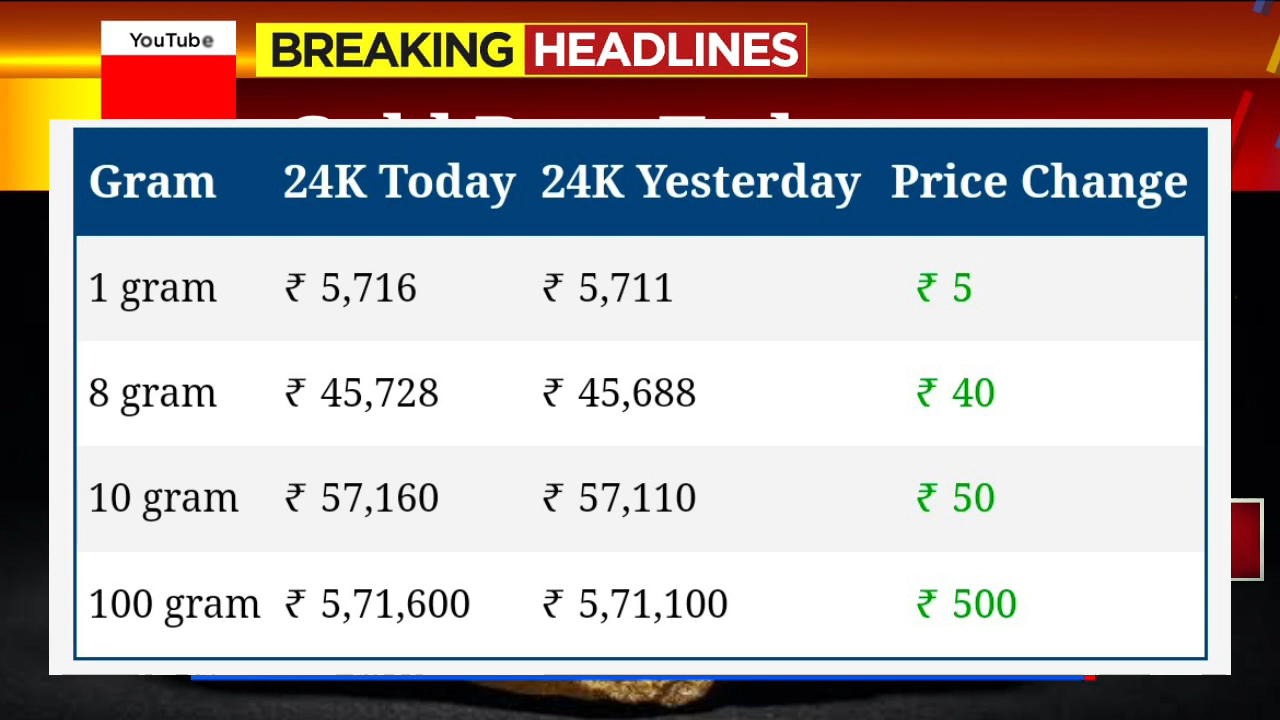 YouTube
BREAKING HEADLINES
Gram 24K Today 24K Yesterday Price Change
1 gram ₹ 5,716 ₹ 5,711 ₹ 5
8 gram ₹ 45,728 ₹ 45,688 ₹ 40
10 gram ₹ 57,160 ₹ 57,110 ₹ 50
100 gram ₹ 5,71,600 ₹ 5,71,100 ₹ 500